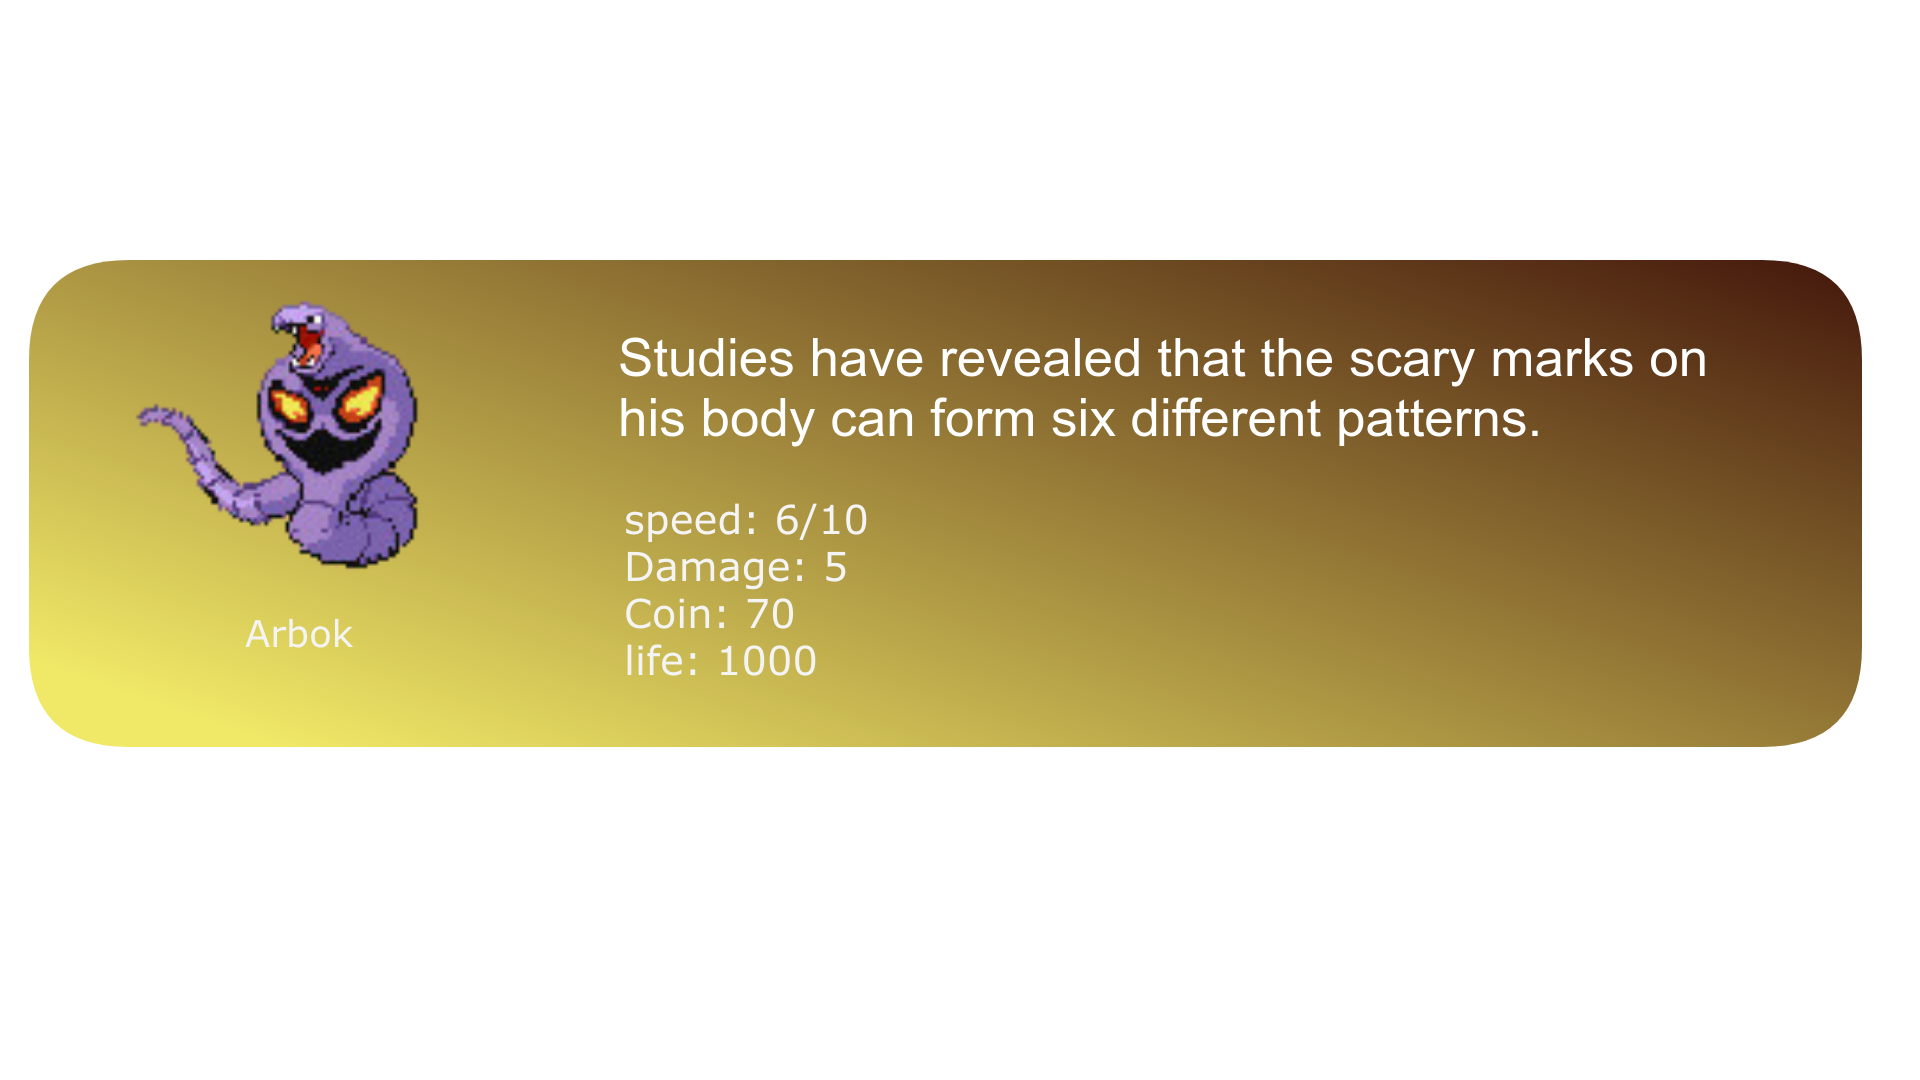 Studies have revealed that the scary marks on
his body can form six different patterns.
speed: 6/10
Damage: 5
Coin: 70
life: 1000
Arbok